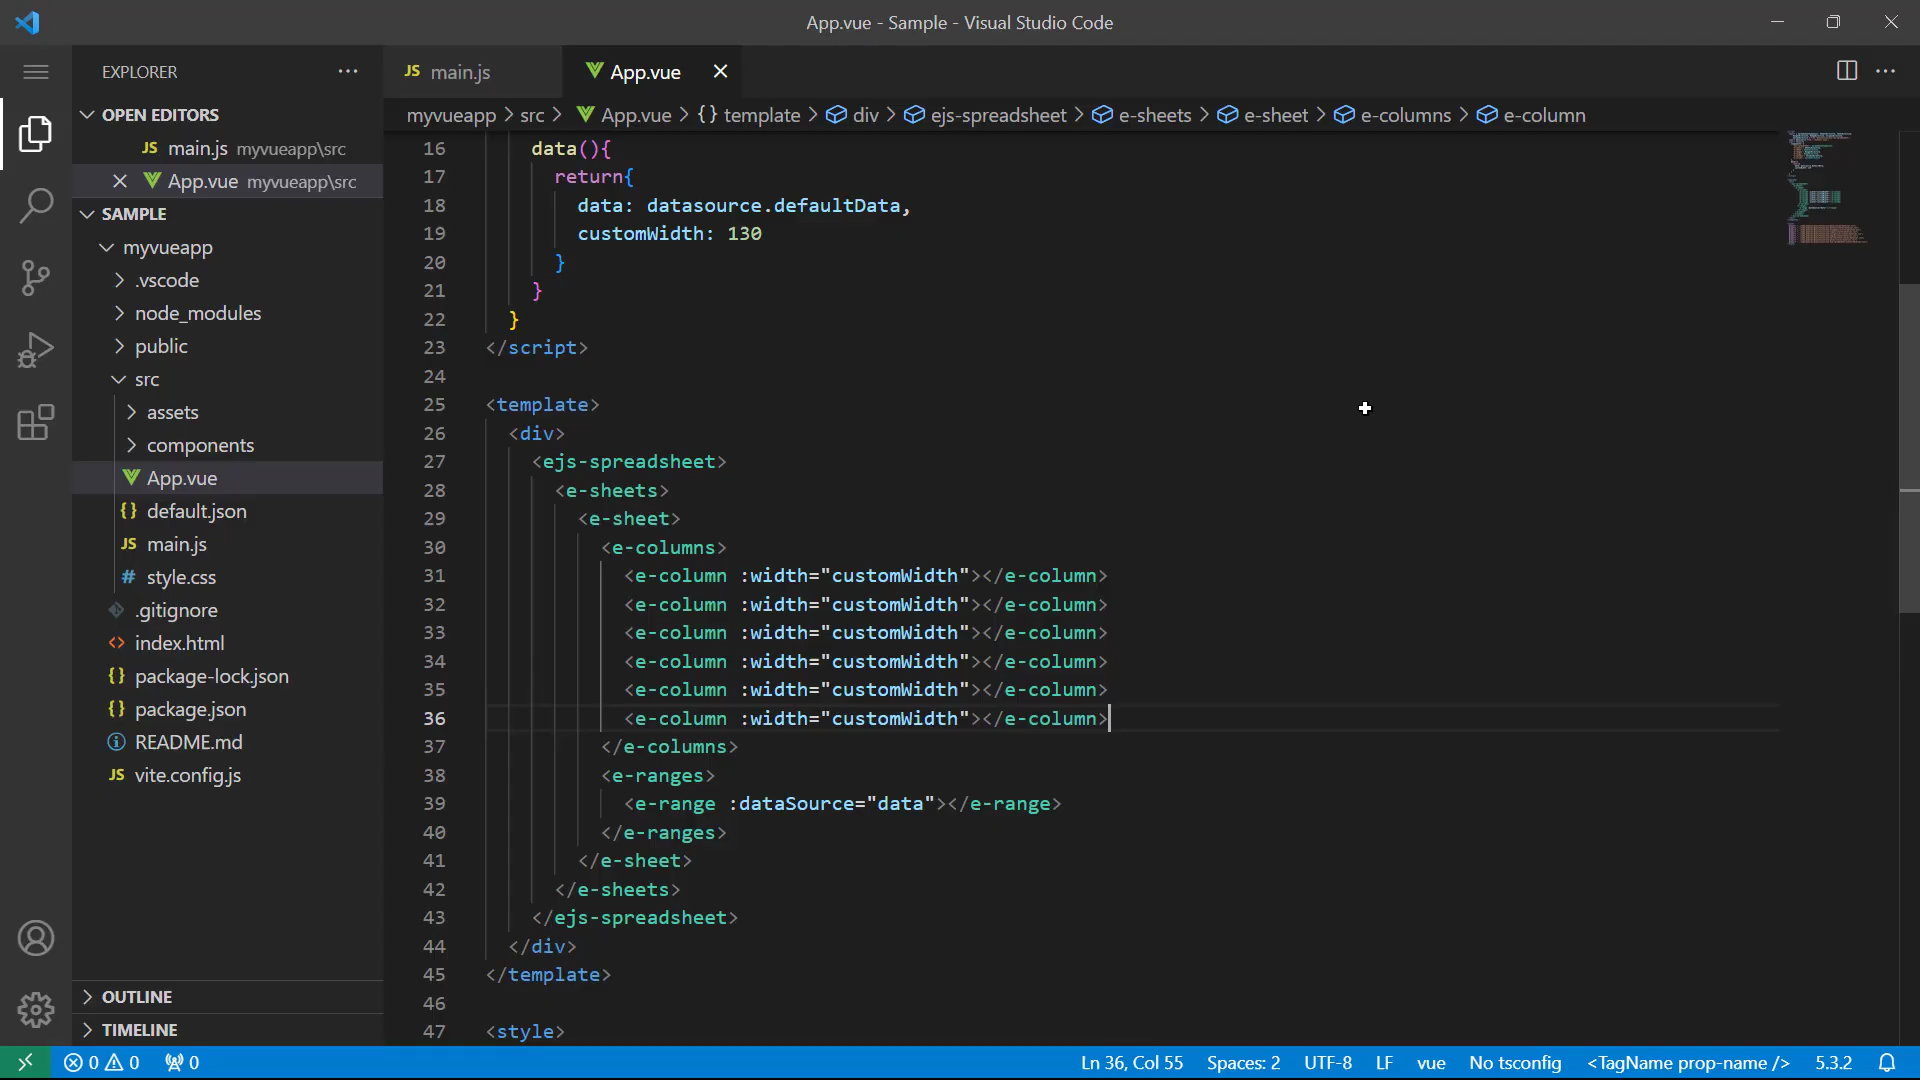 App.vue - Sample - Visual Studio Code
EXPLORER
OPEN EDITORS
JS main.js myvueapp\src
App.vue myvueapp\src
SAMPLE
myvueapp
.vscode
node_modules
public
src
assets
components
App.vue
{} default.json
JS main.js
# style.css
.gitignore
<> index.html
{} package-lock.json
{} package.json
README.md
JS vite.config.js
OUTLINE
TIMELINE
JS main.js
App.vue
myvueapp > src > App.vue > {} template > div > ejs-spreadsheet > e-sheets > e-sheet > e-columns > e-column
16 data(){
17 return{
18 data: datasource.defaultData,
19 customWidth: 130
20 }
21 }
22 }
23 </script>
24
25 <template>
26 <div>
27 <ejs-spreadsheet>
28 <e-sheets>
29 <e-sheet>
30 <e-columns>
31 <e-column :width="customWidth"></e-column>
32 <e-column :width="customWidth"></e-column>
33 <e-column :width="customWidth"></e-column>
34 <e-column :width="customWidth"></e-column>
35 <e-column :width="customWidth"></e-column>
36 <e-column :width="customWidth"></e-column>
37 </e-columns>
38 <e-ranges>
39 <e-range :dataSource="data"></e-range>
40 </e-ranges>
41 </e-sheet>
42 </e-sheets>
43 </ejs-spreadsheet>
44 </div>
45 </template>
46
47 <style>
0 0 0 Ln 36, Col 55 Spaces: 2 UTF-8 LF vue No tsconfig <TagName prop-name /> 5.3.2